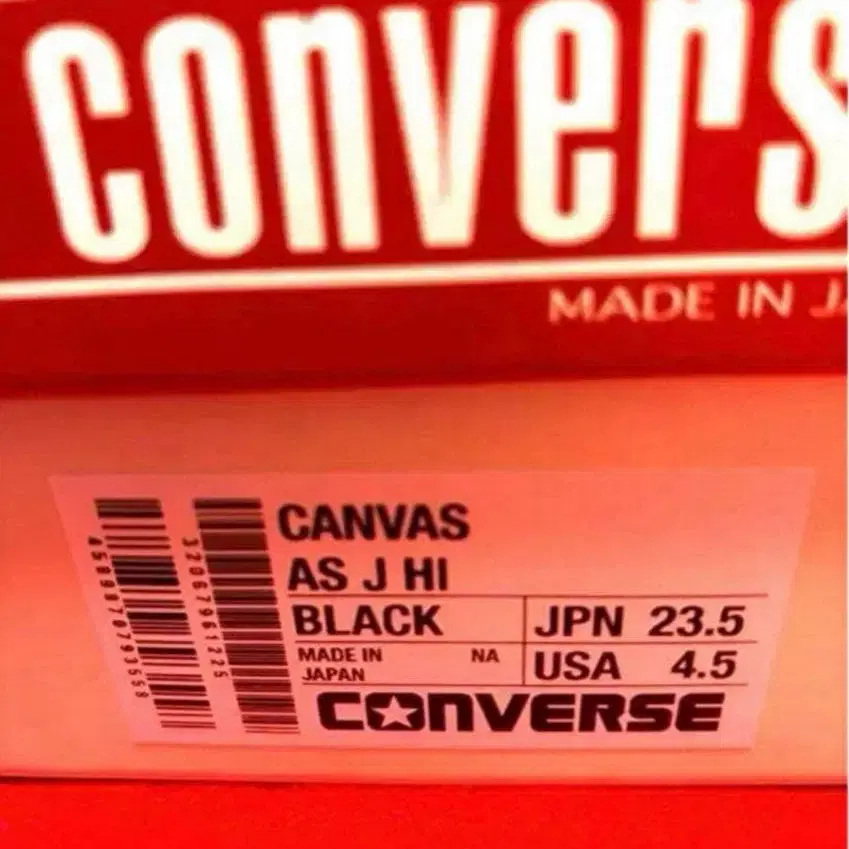 convers
MADE IN JA
CANVAS
AS J HI
BLACK JPN 23.5
MADE IN JAPAN NA USA 4.5
CONVERSE
32067961225